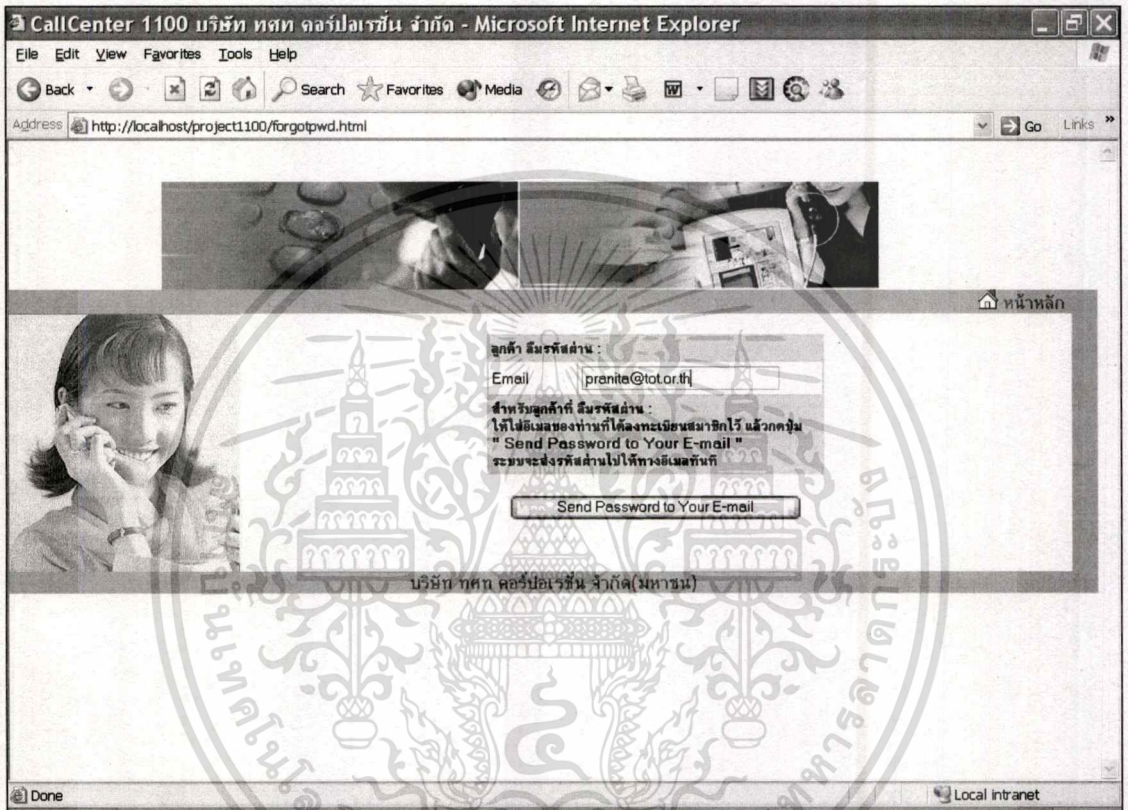 CallCenter 1100 บริษัท ทศท คอร์ปอเรชั่น จำกัด - Microsoft Internet Explorer
File Edit View Favorites Tools Help
Back Search Favorites Media
Address http://localhost/project1100/forgotpwd.html Go Links »
หน้าหลัก
ลูกค้า ลืมรหัสผ่าน :
Email pranita@tot.or.th
สำหรับลูกค้าที่ ลืมรหัสผ่าน :
ให้ใส่อีเมลของท่านที่ได้ลงทะเบียนสมาชิกไว้ แล้วกดปุ่ม
" Send Password to Your E-mail "
ระบบจะส่งรหัสผ่านไปให้ทางอีเมลทันที
Send Password to Your E-mail
บริษัท ทศท คอร์ปอเรชั่น จำกัด(มหาชน)
Done Local intranet